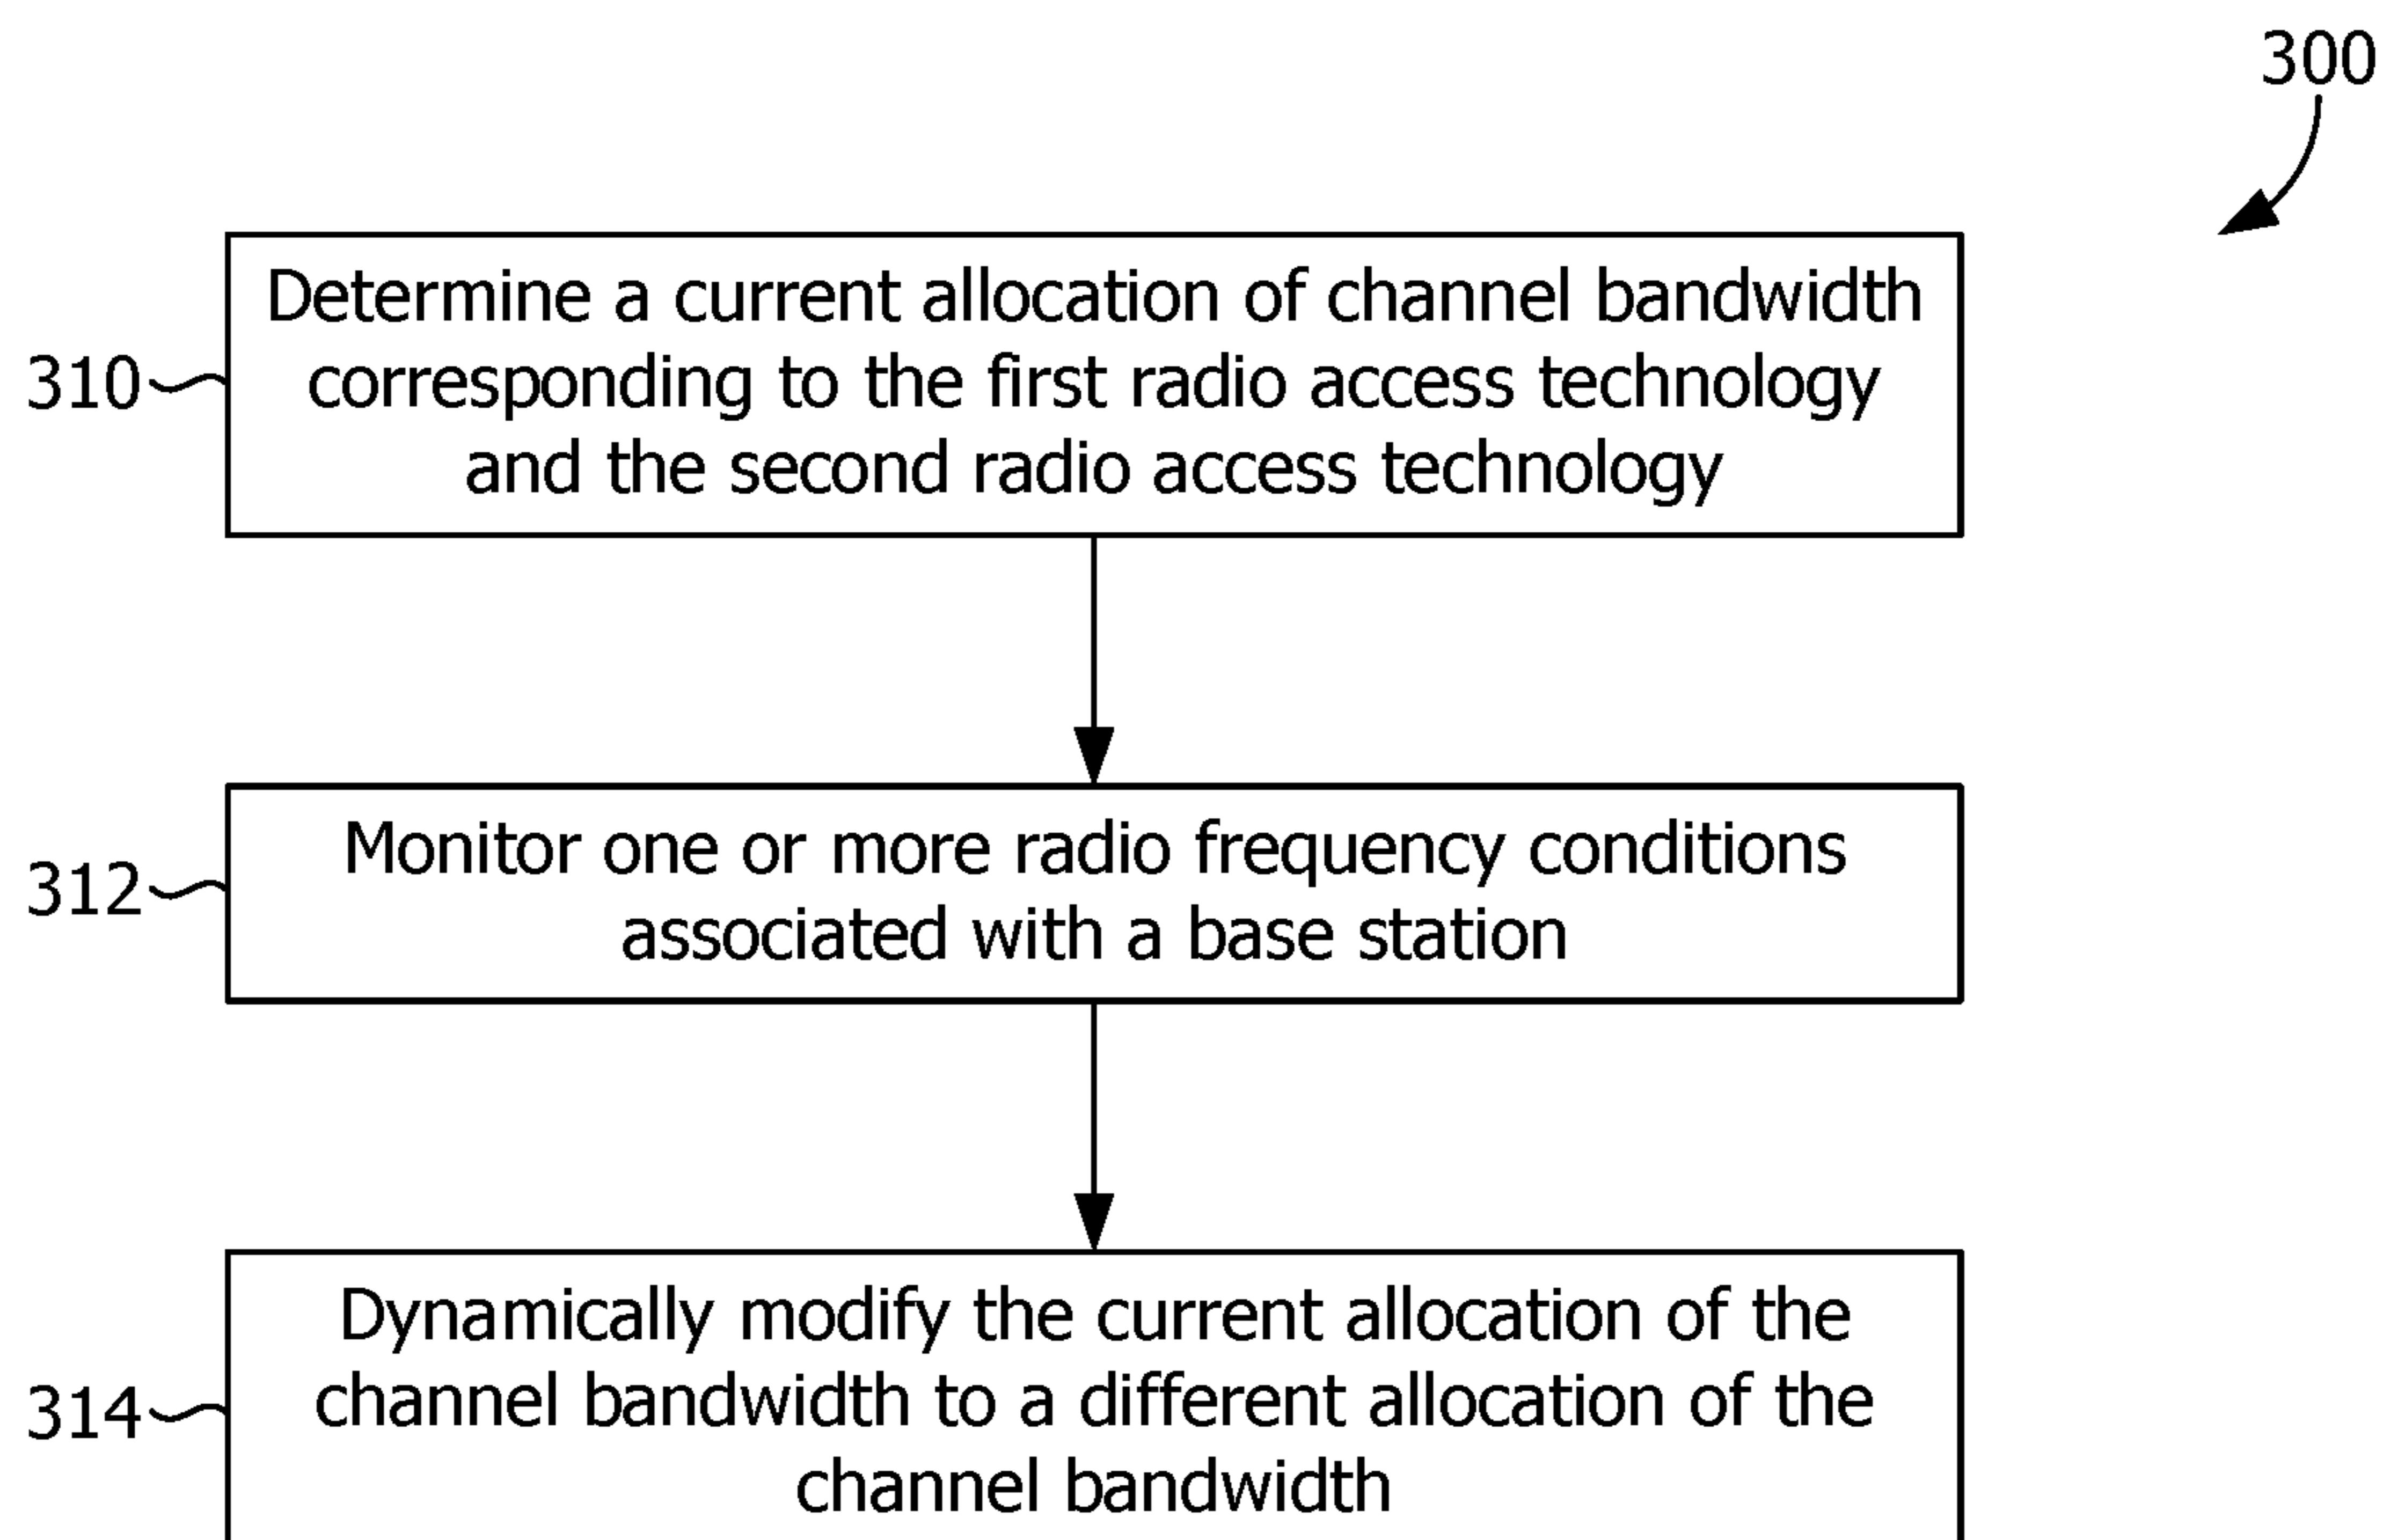 300
Determine a current allocation of channel bandwidth
310
corresponding to the first radio access technology
and the second radio access technology
Monitor one or more radio frequency conditions
312
associated with a base station
Dynamically modify the current allocation of the
314
channel bandwidth to a different allocation of the
channel bandwidth